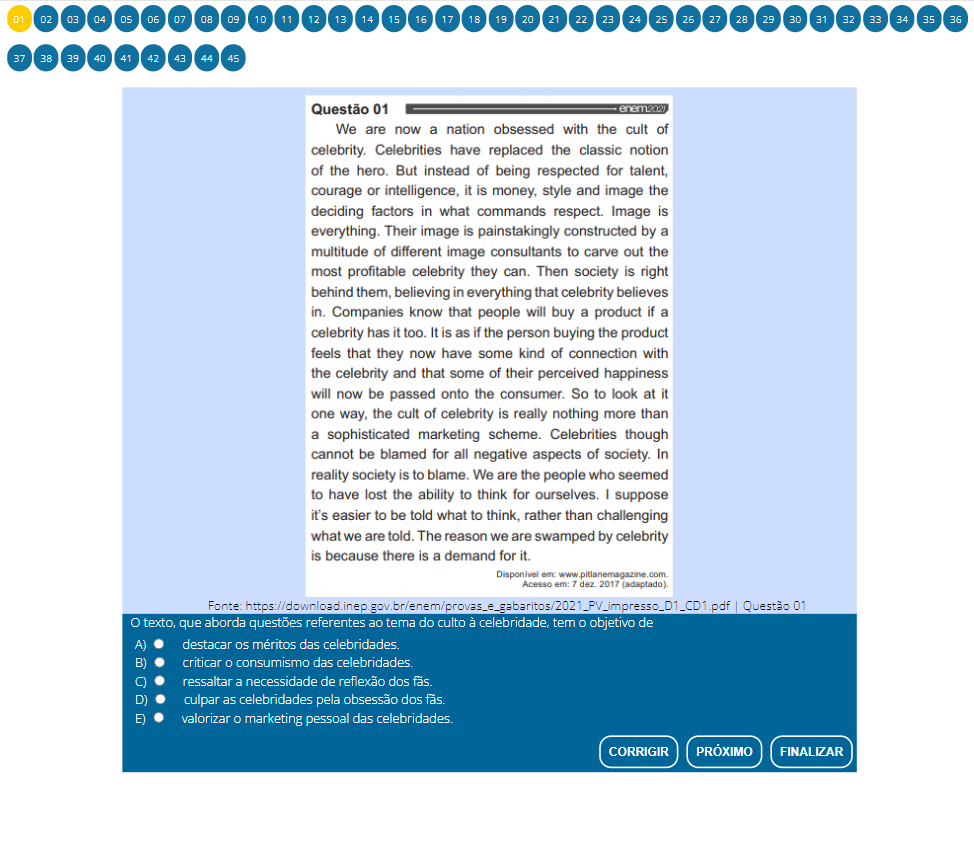 01 02 03 04 05 06 07 08 09 10 11 12 13 14 15 16 17 18 19 20 21 22 23 24 25 26 27 28 29 30 31 32 33 34 35 36
37 38 39 40 41 42 43 44 45
Questão 01 enem2021
We are now a nation obsessed with the cult of
celebrity. Celebrities have replaced the classic notion
of the hero. But instead of being respected for talent,
courage or intelligence, it is money, style and image the
deciding factors in what commands respect. Image is
everything. Their image is painstakingly constructed by a
multitude of different image consultants to carve out the
most profitable celebrity they can. Then society is right
behind them, believing in everything that celebrity believes
in. Companies know that people will buy a product if a
celebrity has it too. It is as if the person buying the product
feels that they now have some kind of connection with
the celebrity and that some of their perceived happiness
will now be passed onto the consumer. So to look at it
one way, the cult of celebrity is really nothing more than
a sophisticated marketing scheme. Celebrities though
cannot be blamed for all negative aspects of society. In
reality society is to blame. We are the people who seemed
to have lost the ability to think for ourselves. I suppose
it's easier to be told what to think, rather than challenging
what we are told. The reason we are swamped by celebrity
is because there is a demand for it.
Disponível em: www.pitlanemagazine.com.
Acesso em: 7 dez. 2017 (adaptado).
Fonte: https://download.inep.gov.br/enem/provas_e_gabaritos/2021_PV_impresso_D1_CD1.pdf | Questão 01
O texto, que aborda questões referentes ao tema do culto à celebridade, tem o objetivo de
A) destacar os méritos das celebridades.
B) criticar o consumismo das celebridades.
C) ressaltar a necessidade de reflexão dos fãs.
D) culpar as celebridades pela obsessão dos fãs.
E) valorizar o marketing pessoal das celebridades.
CORRIGIR PRÓXIMO FINALIZAR